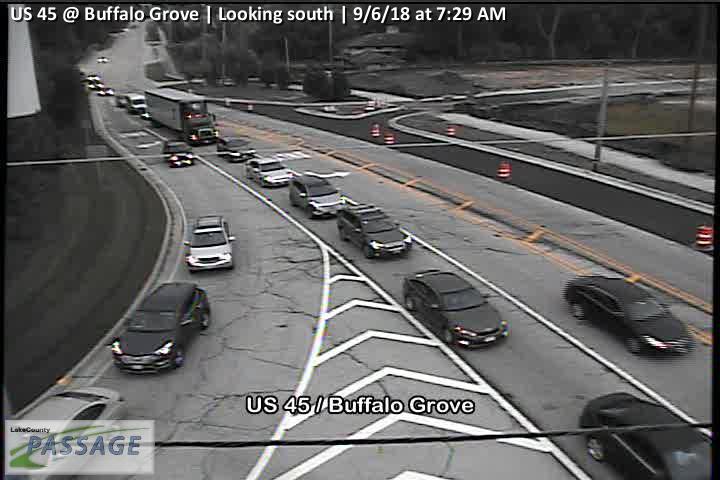 US 45 @ Buffalo Grove | Looking south | 9/6/18 at 7:29 AM
US 45 / Buffalo Grove
LakeCounty
PASSAGE